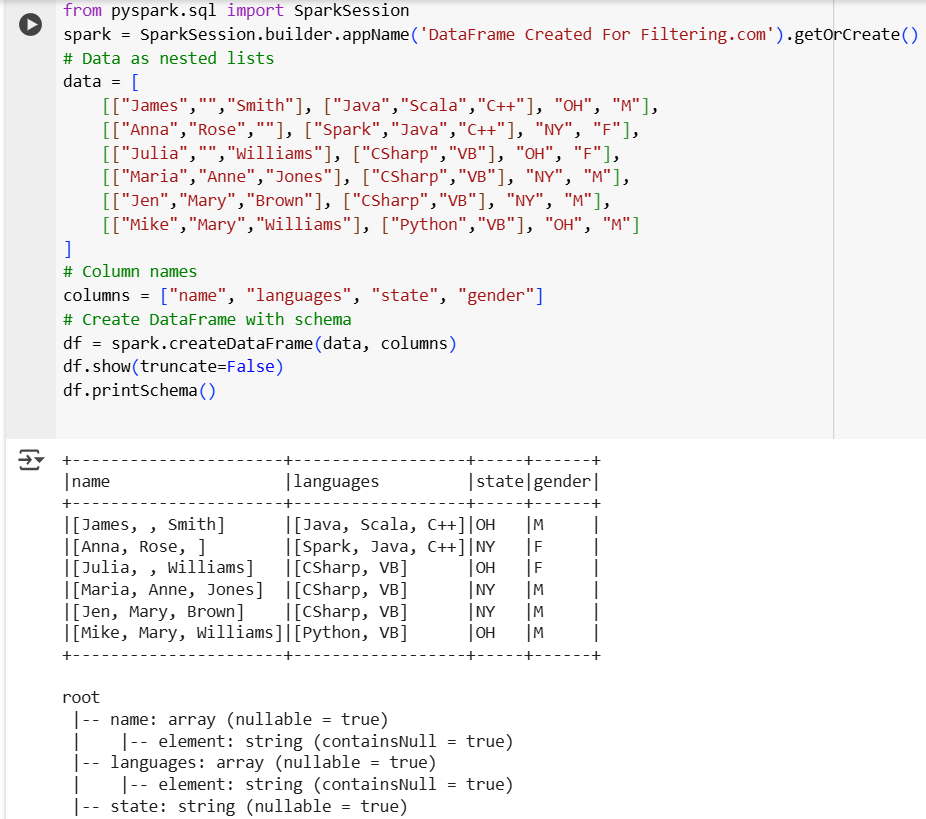 from pyspark.sql import SparkSession
spark = SparkSession.builder.appName('DataFrame Created For Filtering.com').getOrCreate()
# Data as nested lists
data = [
    [["James","","Smith"], ["Java","Scala","C++"], "OH", "M"],
    [["Anna","Rose",""], ["Spark","Java","C++"], "NY", "F"],
    [["Julia","","Williams"], ["CSharp","VB"], "OH", "F"],
    [["Maria","Anne","Jones"], ["CSharp","VB"], "NY", "M"],
    [["Jen","Mary","Brown"], ["CSharp","VB"], "NY", "M"],
    [["Mike","Mary","Williams"], ["Python","VB"], "OH", "M"]
]
# Column names
columns = ["name", "languages", "state", "gender"]
# Create DataFrame with schema
df = spark.createDataFrame(data, columns)
df.show(truncate=False)
df.printSchema()
+----------------------+------------------+-----+------+
|name                  |languages         |state|gender|
+----------------------+------------------+-----+------+
|[James, , Smith]      |[Java, Scala, C++]|OH   |M     |
|[Anna, Rose, ]        |[Spark, Java, C++]|NY   |F     |
|[Julia, , Williams]   |[CSharp, VB]      |OH   |F     |
|[Maria, Anne, Jones]  |[CSharp, VB]      |NY   |M     |
|[Jen, Mary, Brown]    |[CSharp, VB]      |NY   |M     |
|[Mike, Mary, Williams]|[Python, VB]      |OH   |M     |
+----------------------+------------------+-----+------+
root
 |-- name: array (nullable = true)
 |    |-- element: string (containsNull = true)
 |-- languages: array (nullable = true)
 |    |-- element: string (containsNull = true)
 |-- state: string (nullable = true)